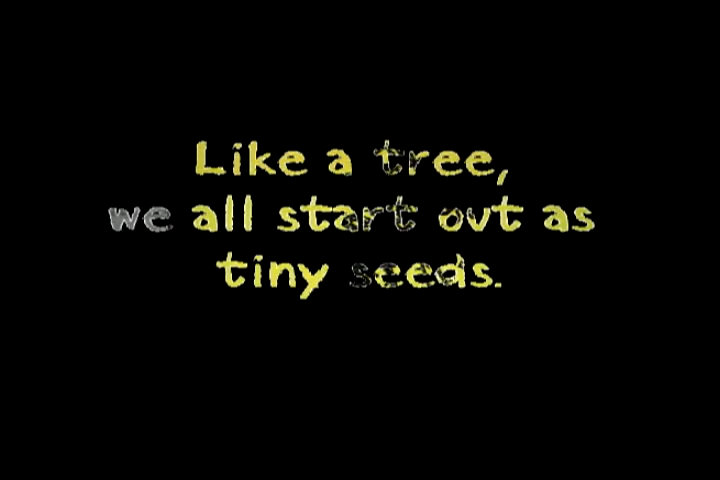 Like a tree,
we all start out as
tiny seeds.